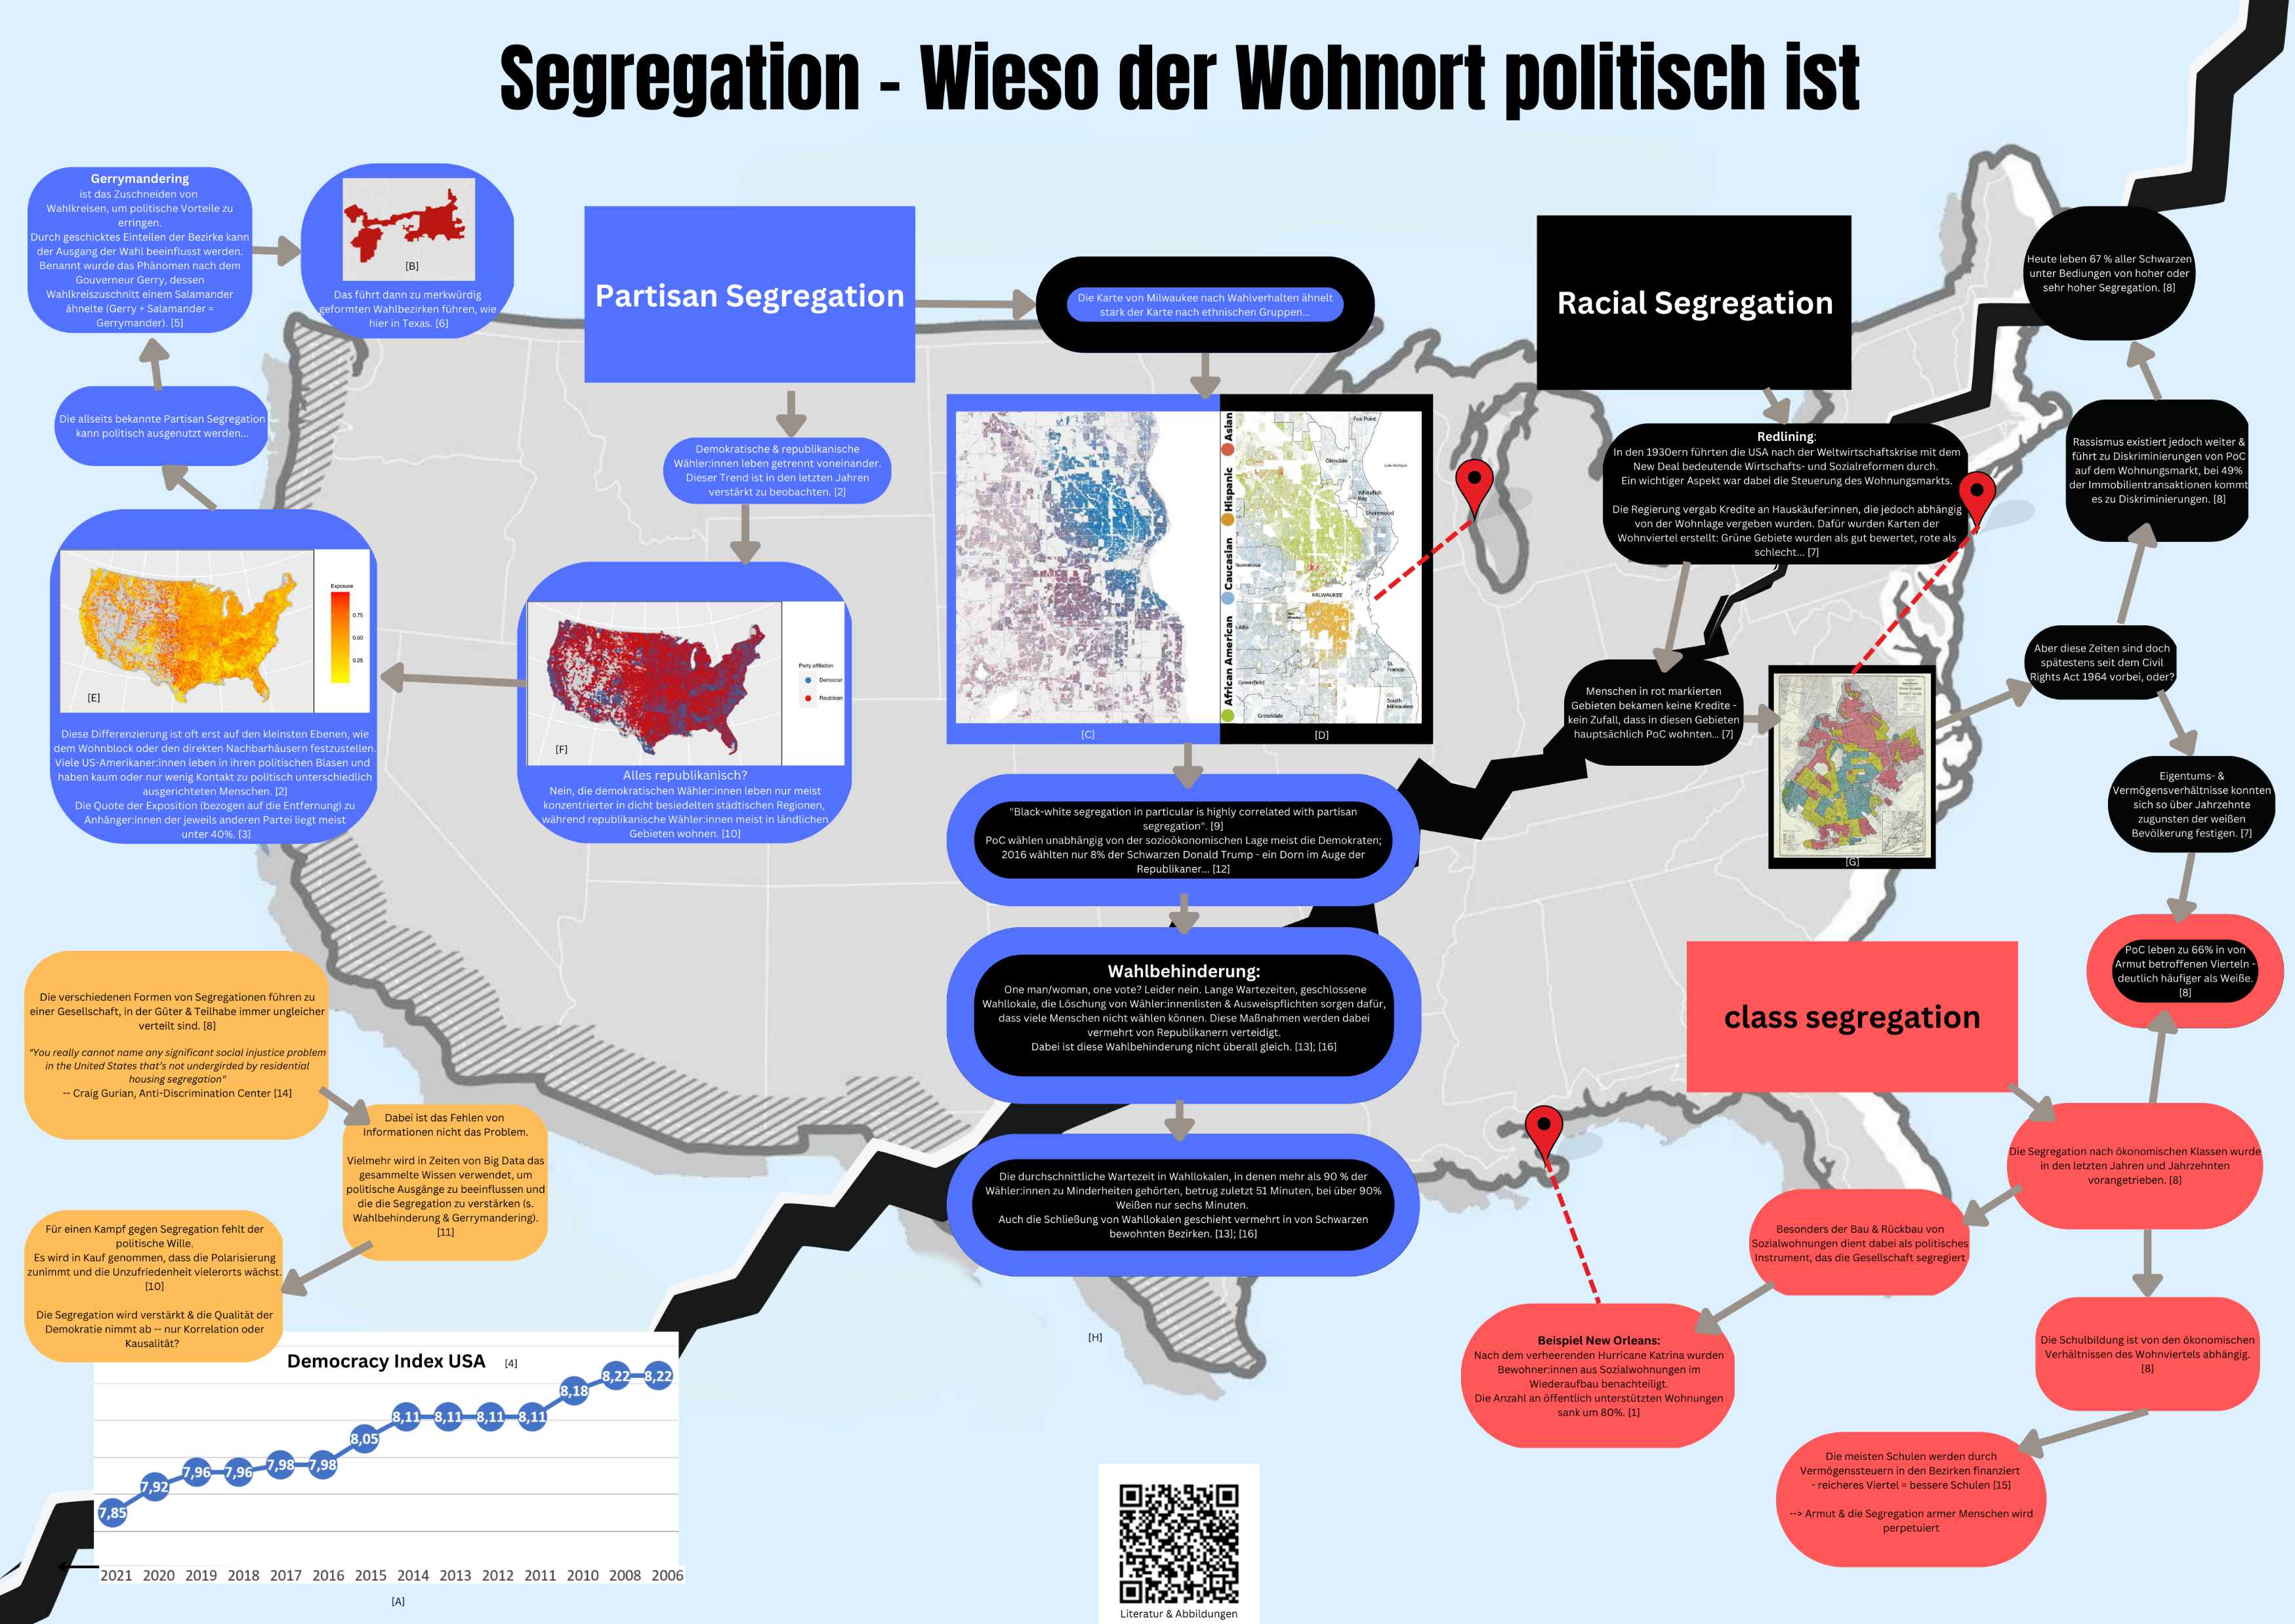 Segregation - Wieso der Wohnort politisch ist
Gerrymandering
ist das Zuschneiden von
Wahlkreisen, um politische Vorteile zu
erringen.
Durch geschicktes Einteilen der Bezirke kann
der Ausgang der Wahl beeinflusst werden.
Benannt wurde das Phänomen nach dem
Gouverneur Gerry, dessen
Wahlkreiszuschnitt einem Salamander
ähnelte (Gerry + Salamander =
Gerrymander). [5]
[B]
Das führt dann zu merkwürdig
geformten Wahlbezirken führen, wie
hier in Texas. [6]
Die allseits bekannte Partisan Segregation
kann politisch ausgenutzt werden...
Exposure
0.75
0.50
0.25
[E]
Diese Differenzierung ist oft erst auf den kleinsten Ebenen, wie
dem Wohnblock oder den direkten Nachbarhäusern festzustellen.
Viele US-Amerikaner:innen leben in ihren politischen Blasen und
haben kaum oder nur wenig Kontakt zu politisch unterschiedlich
ausgerichteten Menschen. [2]
Die Quote der Exposition (bezogen auf die Entfernung) zu
Anhänger:innen der jeweils anderen Partei liegt meist
unter 40%. [3]
Partisan Segregation
Demokratische & republikanische
Wähler:innen leben getrennt voneinander.
Dieser Trend ist in den letzten Jahren
verstärkt zu beobachten. [2]
Party affiliation
Democrat
Republican
[F]
Alles republikanisch?
Nein, die demokratischen Wähler:innen leben nur meist
konzentrierter in dicht besiedelten städtischen Regionen,
während republikanische Wähler:innen meist in ländlichen
Gebieten wohnen. [10]
Die Karte von Milwaukee nach Wahlverhalten ähnelt
stark der Karte nach ethnischen Gruppen...
African American
Caucasian
Hispanic
Asian
Fox Point
Glendale
Whitefish
Bay
Shorewood
MILWAUKEE
St.
Francis
Greenfield
Greendale
South
Milwaukee
[C]
[D]
"Black-white segregation in particular is highly correlated with partisan
segregation". [9]
PoC wählen unabhängig von der sozioökonomischen Lage meist die Demokraten;
2016 wählten nur 8% der Schwarzen Donald Trump - ein Dorn im Auge der
Republikaner... [12]
Wahlbehinderung:
One man/woman, one vote? Leider nein. Lange Wartezeiten, geschlossene
Wahllokale, die Löschung von Wähler:innenlisten & Ausweispflichten sorgen dafür,
dass viele Menschen nicht wählen können. Diese Maßnahmen werden dabei
vermehrt von Republikanern verteidigt.
Dabei ist diese Wahlbehinderung nicht überall gleich. [13]; [16]
Die durchschnittliche Wartezeit in Wahllokalen, in denen mehr als 90 % der
Wähler:innen zu Minderheiten gehörten, betrug zuletzt 51 Minuten, bei über 90%
Weißen nur sechs Minuten.
Auch die Schließung von Wahllokalen geschieht vermehrt in von Schwarzen
bewohnten Bezirken. [13]; [16]
[H]
Racial Segregation
Redlining:
In den 1930ern führten die USA nach der Weltwirtschaftskrise mit dem
New Deal bedeutende Wirtschafts- und Sozialreformen durch.
Ein wichtiger Aspekt war dabei die Steuerung des Wohnungsmarkts.
Die Regierung vergab Kredite an Hauskäufer:innen, die jedoch abhängig
von der Wohnlage vergeben wurden. Dafür wurden Karten der
Wohnviertel erstellt: Grüne Gebiete wurden als gut bewertet, rote als
schlecht... [7]
Menschen in rot markierten
Gebieten bekamen keine Kredite -
kein Zufall, dass in diesen Gebieten
hauptsächlich PoC wohnten... [7]
[G]
Heute leben 67 % aller Schwarzen
unter Bediungen von hoher oder
sehr hoher Segregation. [8]
Rassismus existiert jedoch weiter &
führt zu Diskriminierungen von PoC
auf dem Wohnungsmarkt, bei 49%
der Immobilientransaktionen kommt
es zu Diskriminierungen. [8]
Aber diese Zeiten sind doch
spätestens seit dem Civil
Rights Act 1964 vorbei, oder?
Eigentums- &
Vermögensverhältnisse konnten
sich so über Jahrzehnte
zugunsten der weißen
Bevölkerung festigen. [7]
PoC leben zu 66% in von
Armut betroffenen Vierteln -
deutlich häufiger als Weiße.
[8]
class segregation
Die Segregation nach ökonomischen Klassen wurde
in den letzten Jahren und Jahrzehnten
vorangetrieben. [8]
Besonders der Bau & Rückbau von
Sozialwohnungen dient dabei als politisches
Instrument, das die Gesellschaft segregiert
Beispiel New Orleans:
Nach dem verheerenden Hurricane Katrina wurden
Bewohner:innen aus Sozialwohnungen im
Wiederaufbau benachteiligt.
Die Anzahl an öffentlich unterstützten Wohnungen
sank um 80%. [1]
Die Schulbildung ist von den ökonomischen
Verhältnissen des Wohnviertels abhängig.
[8]
Die meisten Schulen werden durch
Vermögenssteuern in den Bezirken finanziert
- reicheres Viertel = bessere Schulen [15]
--> Armut & die Segregation armer Menschen wird
perpetuiert
Die verschiedenen Formen von Segregationen führen zu
einer Gesellschaft, in der Güter & Teilhabe immer ungleicher
verteilt sind. [8]
"You really cannot name any significant social injustice problem
in the United States that's not undergirded by residential
housing segregation"
-- Craig Gurian, Anti-Discrimination Center [14]
Dabei ist das Fehlen von
Informationen nicht das Problem.
Vielmehr wird in Zeiten von Big Data das
gesammelte Wissen verwendet, um
politische Ausgänge zu beeinflussen und
die die Segregation zu verstärken (s.
Wahlbehinderung & Gerrymandering).
[11]
Für einen Kampf gegen Segregation fehlt der
politische Wille.
Es wird in Kauf genommen, dass die Polarisierung
zunimmt und die Unzufriedenheit vielerorts wächst.
[10]
Die Segregation wird verstärkt & die Qualität der
Demokratie nimmt ab -- nur Korrelation oder
Kausalität?
Democracy Index USA [4]
7,85 7,92 7,96 7,96 7,98 7,98 8,05 8,11 8,11 8,11 8,11 8,18 8,22 8,22
2021 2020 2019 2018 2017 2016 2015 2014 2013 2012 2011 2010 2008 2006
[A]
Literatur & Abbildungen